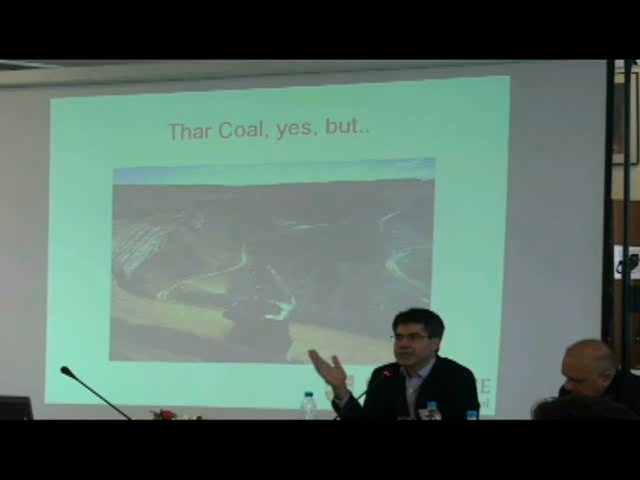 Thar Coal, yes, but..